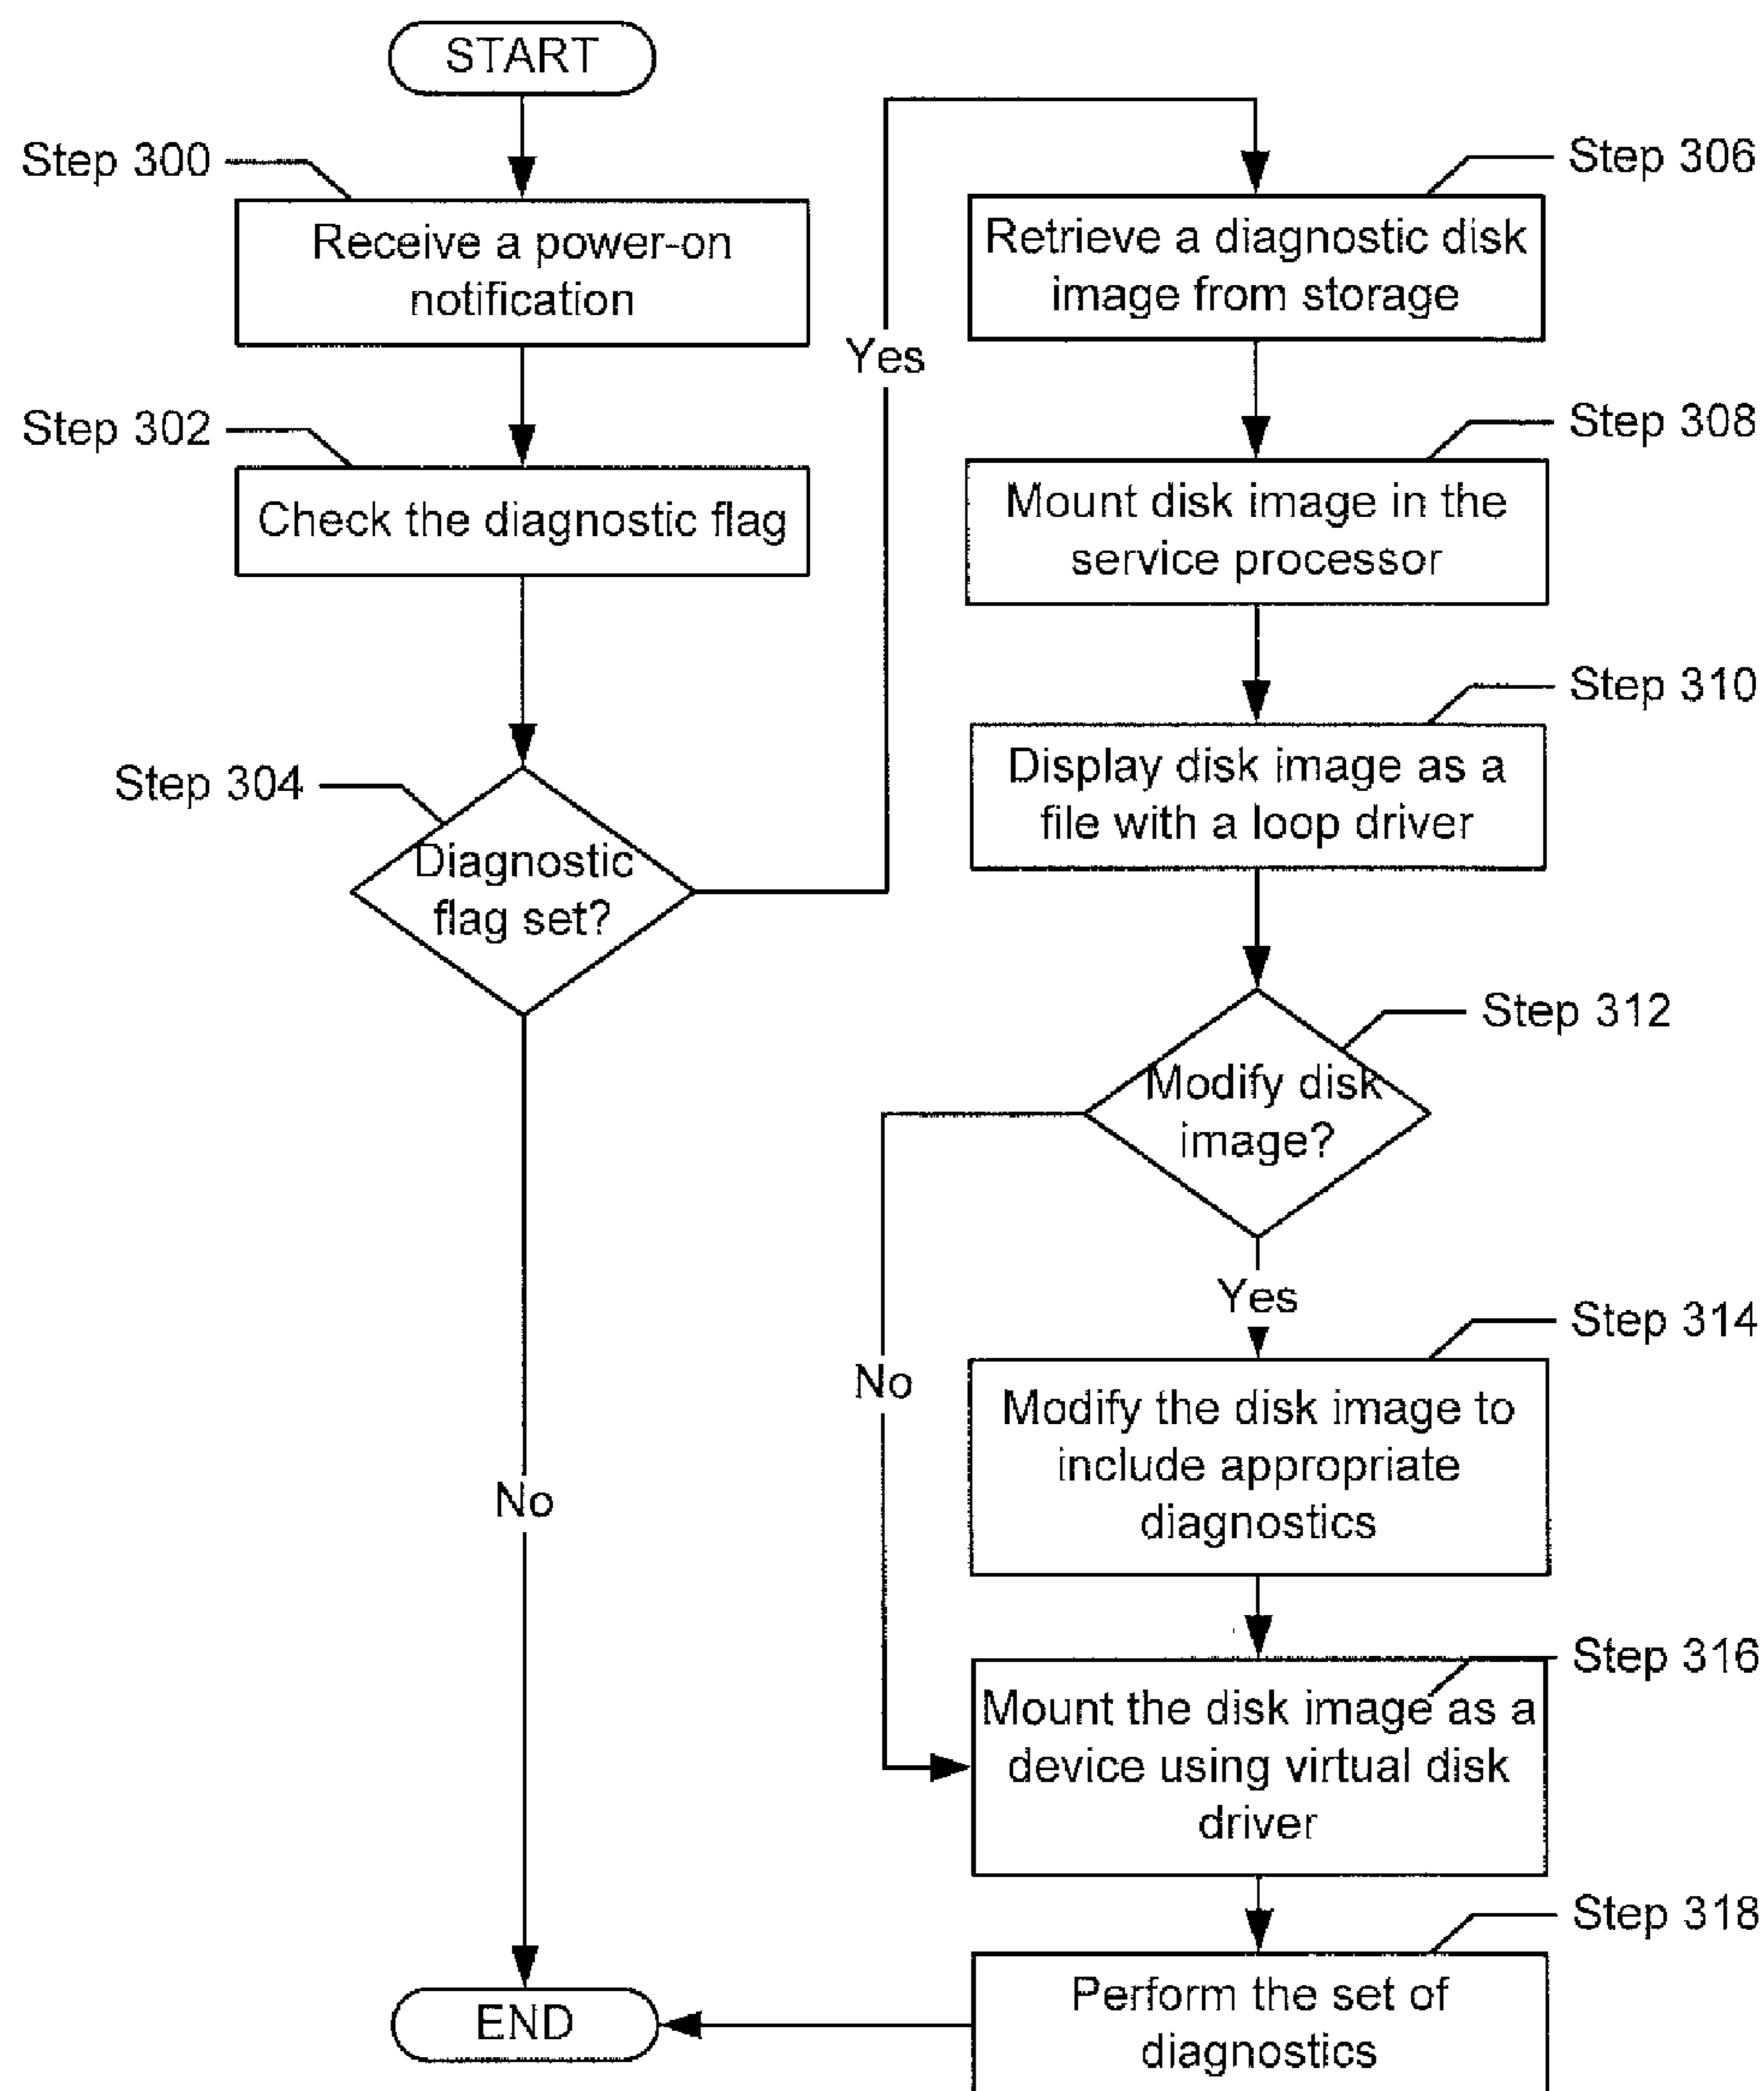 START
Step 300
Receive a power-on
notification
Step 302
Check the diagnostic flag
Step 304
Diagnostic
flag set?
Yes
No
Step 306
Retrieve a diagnostic disk
image from storage
Step 308
Mount disk image in the
service processor
Step 310
Display disk image as a
file with a loop driver
Step 312
Modify disk
image?
Yes
No
Step 314
Modify the disk image to
include appropriate
diagnostics
Step 316
Mount the disk image as a
device using virtual disk
driver
Step 318
Perform the set of
diagnostics
END